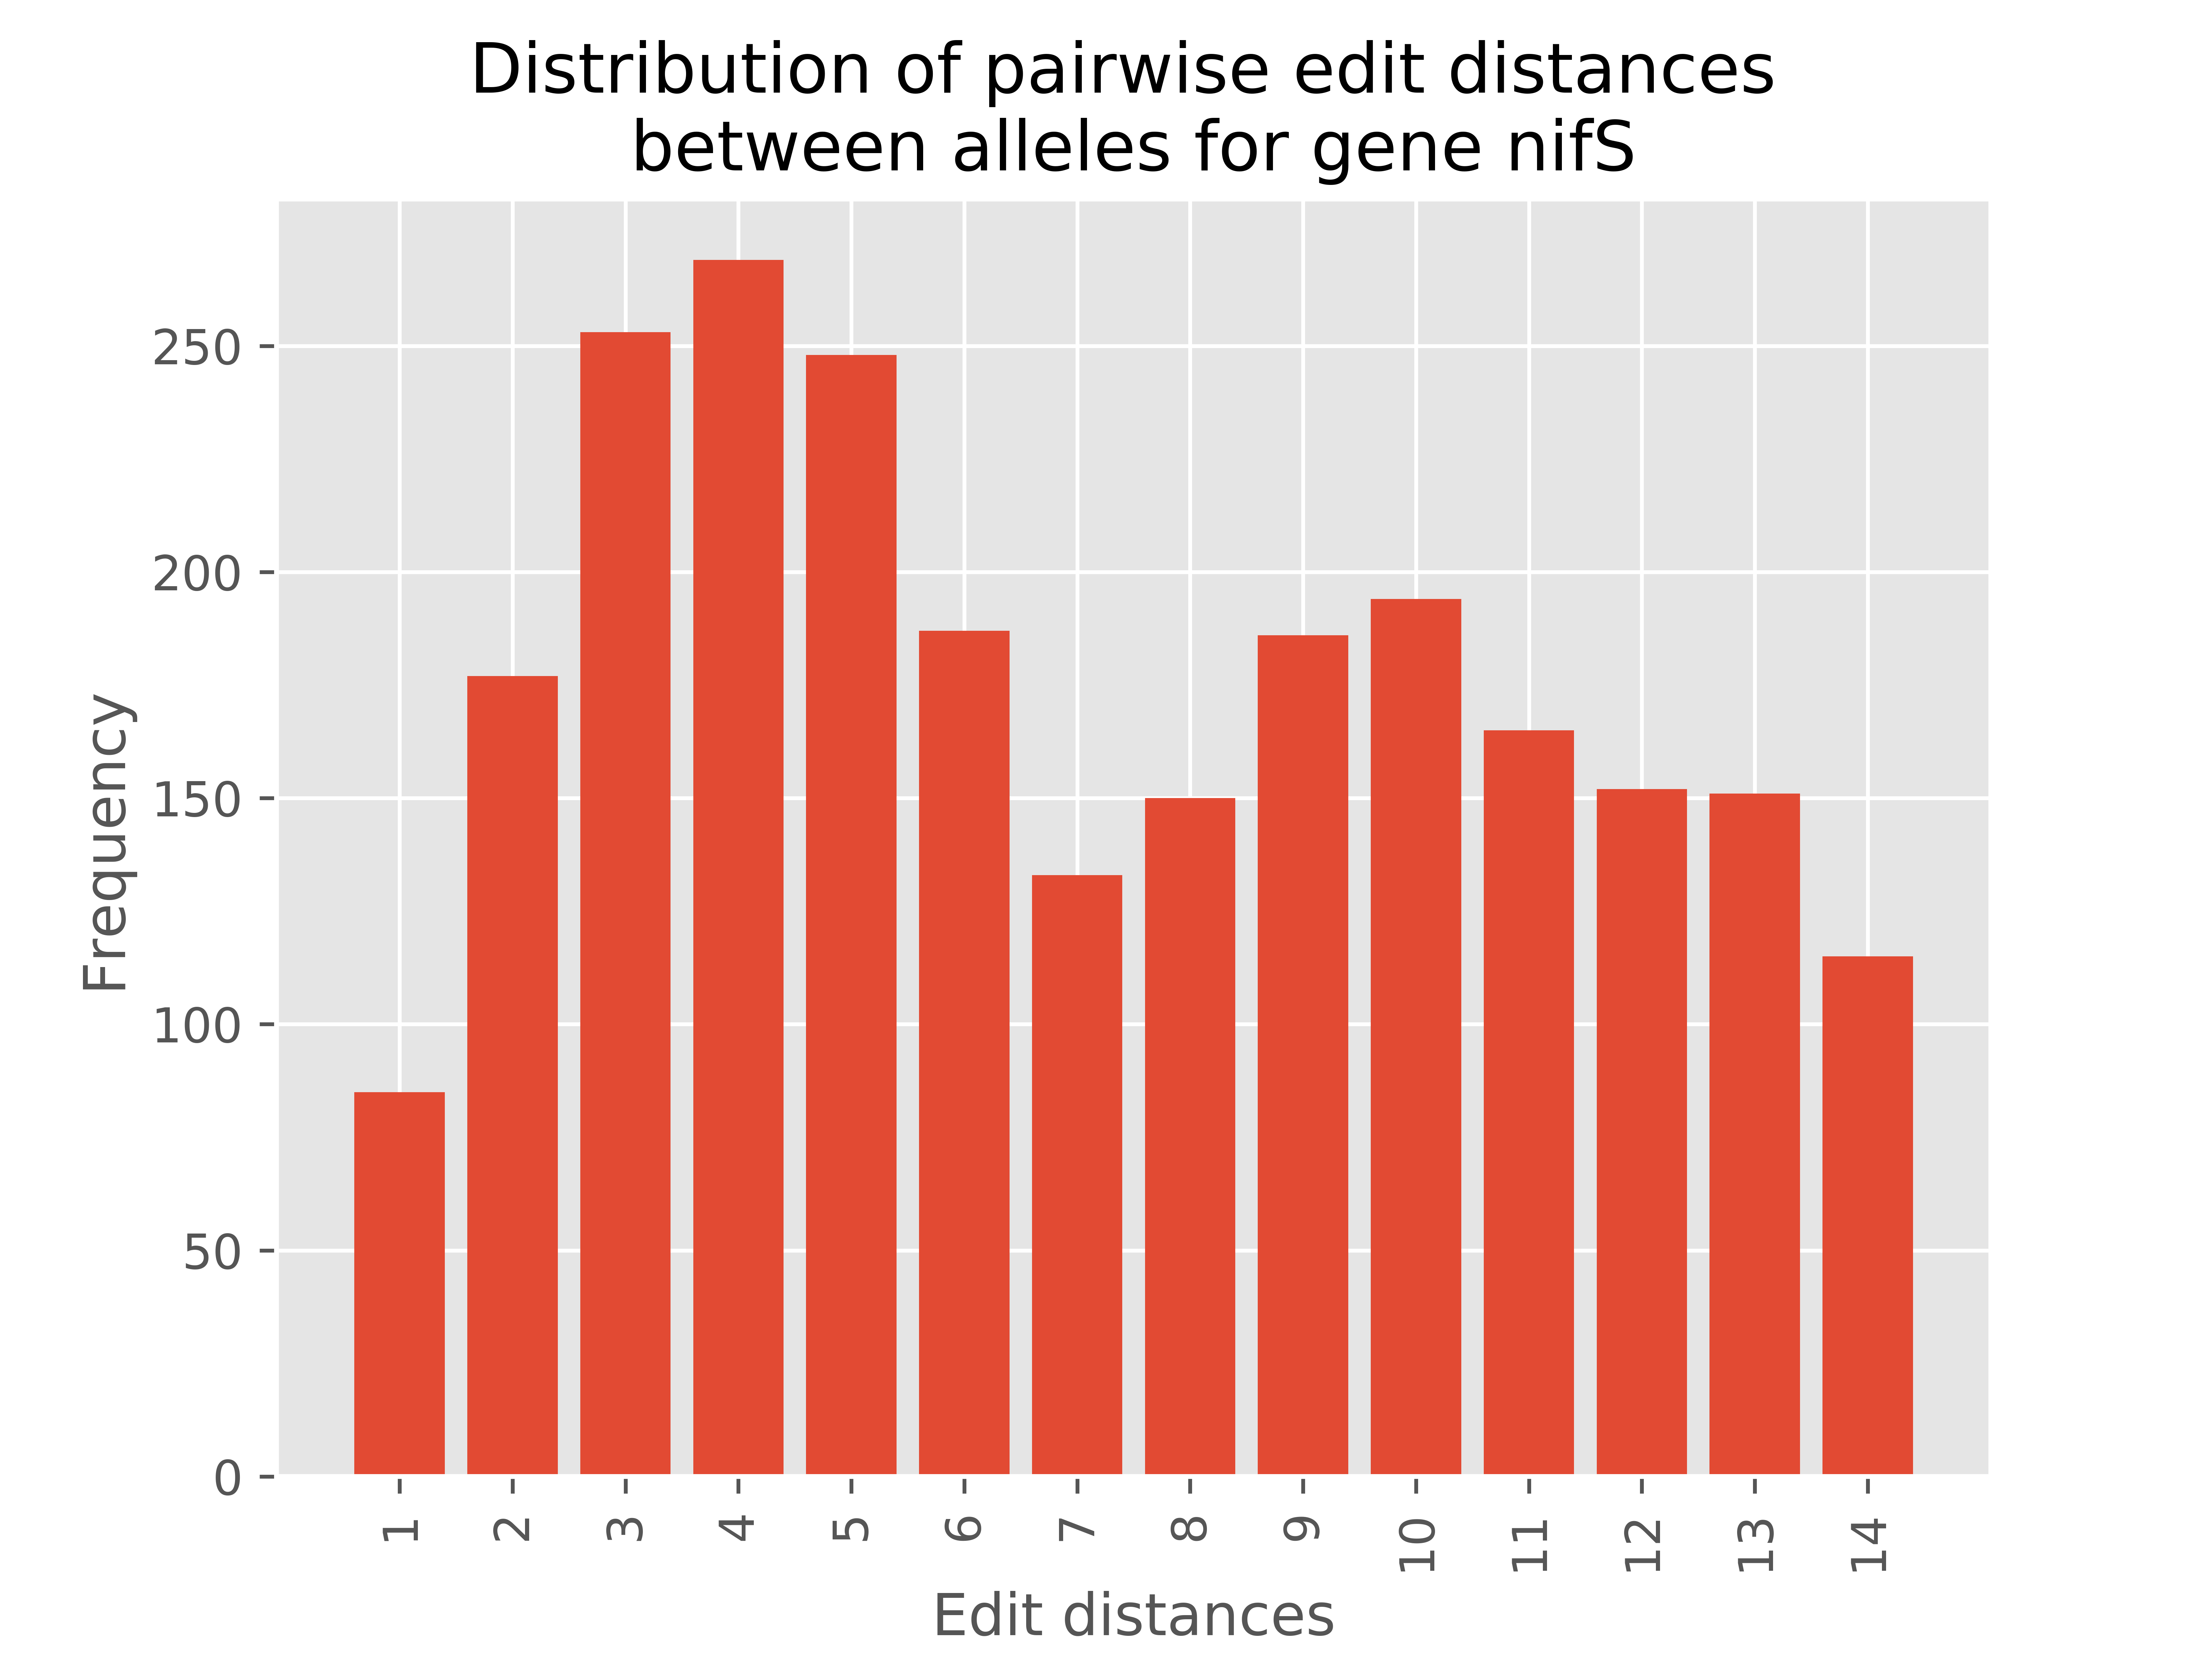 Distribution of pairwise edit distances
between alleles for gene nifS
250
200
150
100
50
0
Frequency
1 2 3 4 5 6 7 8 9 10 11 12 13 14
Edit distances